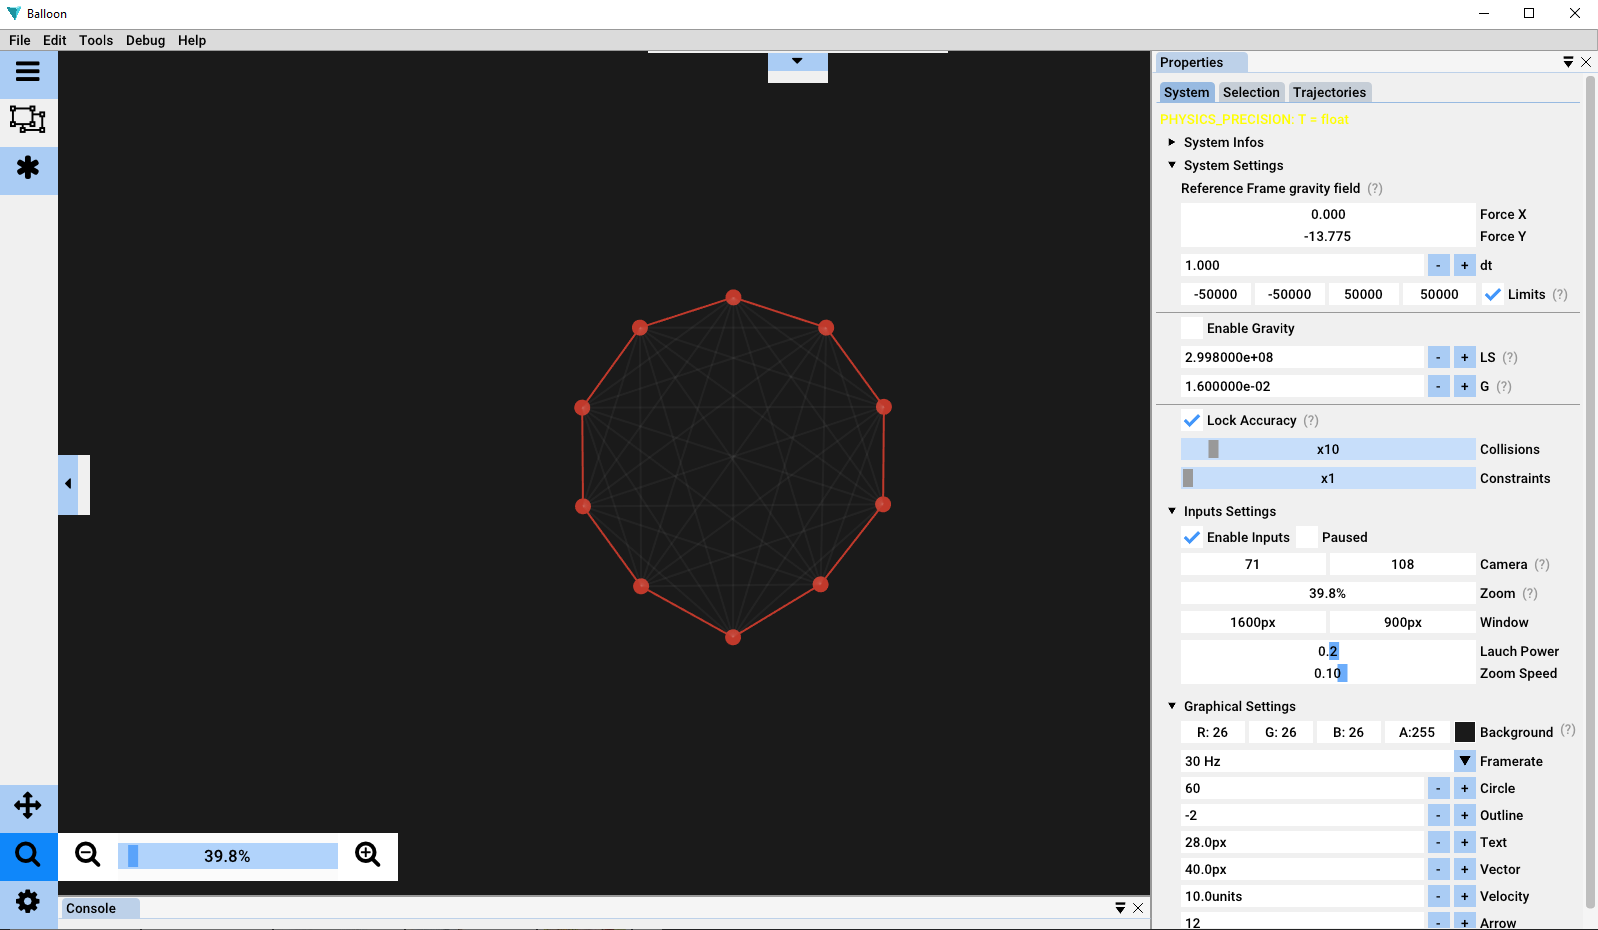 Balloon
File Edit Tools Debug Help
Properties
System Selection Trajectories
PHYSICS_PRECISION: T = float
System Infos
System Settings
Reference Frame gravity field (?)
0.000 Force X
-13.775 Force Y
1.000 - + dt
-50000 -50000 50000 50000 Limits (?)
Enable Gravity
2.998000e+08 - + LS (?)
1.600000e-02 - + G (?)
Lock Accuracy (?)
x10 Collisions
x1 Constraints
Inputs Settings
Enable Inputs Paused
71 108 Camera (?)
39.8% Zoom (?)
1600px 900px Window
0.2 Lauch Power
0.10 Zoom Speed
Graphical Settings
R: 26 G: 26 B: 26 A:255 Background (?)
30 Hz Framerate
60 - + Circle
-2 - + Outline
28.0px - + Text
40.0px - + Vector
10.0units - + Velocity
12 - + Arrow
39.8%
Console